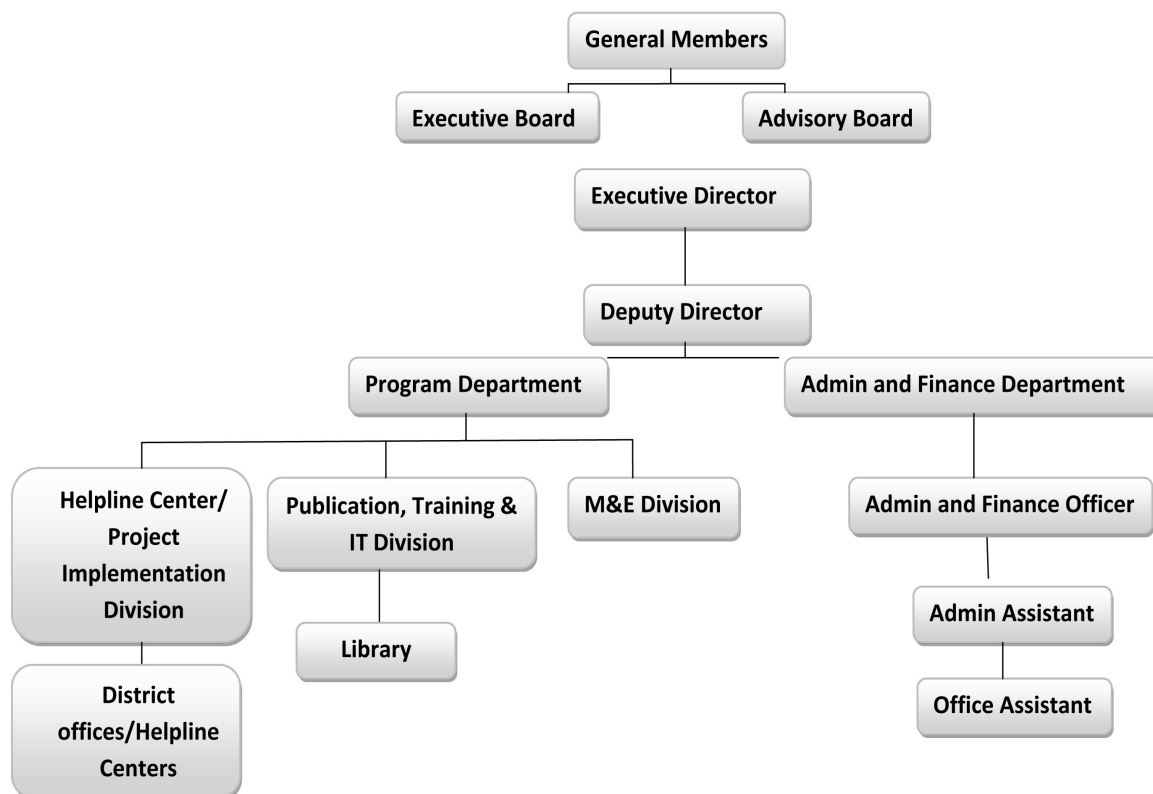 General Members
Executive Board
Advisory Board
Executive Director
Deputy Director
Program Department
Admin and Finance Department
Helpline Center/
Project
Implementation
Division
Publication, Training &
IT Division
M&E Division
Admin and Finance Officer
Library
Admin Assistant
District
offices/Helpline
Centers
Office Assistant